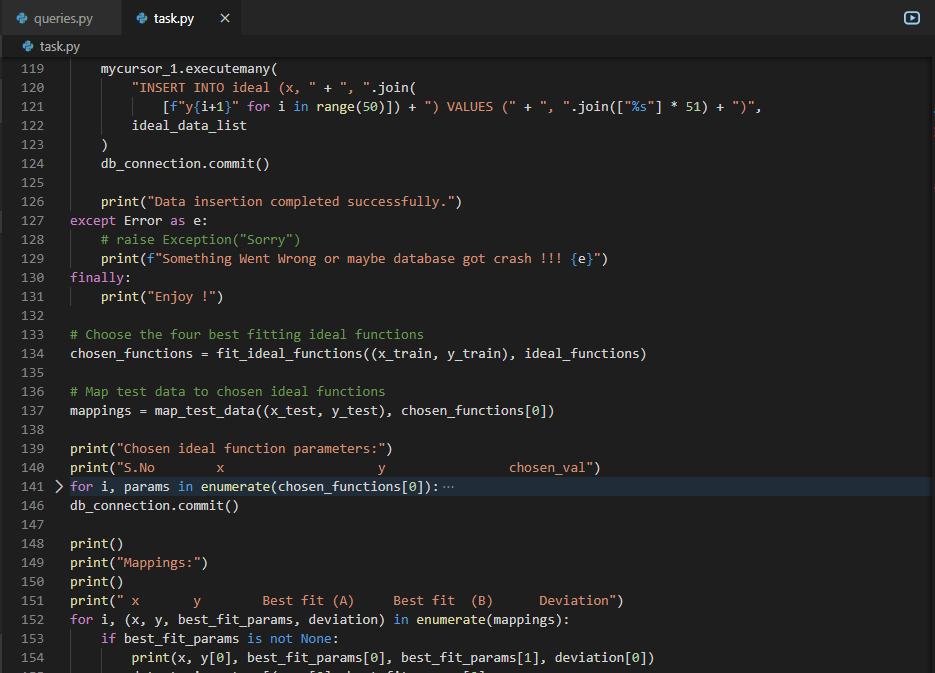 queries.py task.py ×
task.py
119 mycursor_1.executemany(
120 "INSERT INTO ideal (x, " + ", ".join(
121 [f"y{i+1}" for i in range(50)]) + ") VALUES (" + ", ".join(["%s"] * 51) + ")",
122 ideal_data_list
123 )
124 db_connection.commit()
125
126 print("Data insertion completed successfully.")
127 except Error as e:
128 # raise Exception("Sorry")
129 print(f"Something Went Wrong or maybe database got crash !!! {e}")
130 finally:
131 print("Enjoy !")
132
133 # Choose the four best fitting ideal functions
134 chosen_functions = fit_ideal_functions((x_train, y_train), ideal_functions)
135
136 # Map test data to chosen ideal functions
137 mappings = map_test_data((x_test, y_test), chosen_functions[0])
138
139 print("Chosen ideal function parameters:")
140 print("S.No        x                    y                chosen_val")
141 for i, params in enumerate(chosen_functions[0]):···
146 db_connection.commit()
147
148 print()
149 print("Mappings:")
150 print()
151 print(" x       y        Best fit (A)     Best fit  (B)      Deviation")
152 for i, (x, y, best_fit_params, deviation) in enumerate(mappings):
153 if best_fit_params is not None:
154 print(x, y[0], best_fit_params[0], best_fit_params[1], deviation[0])